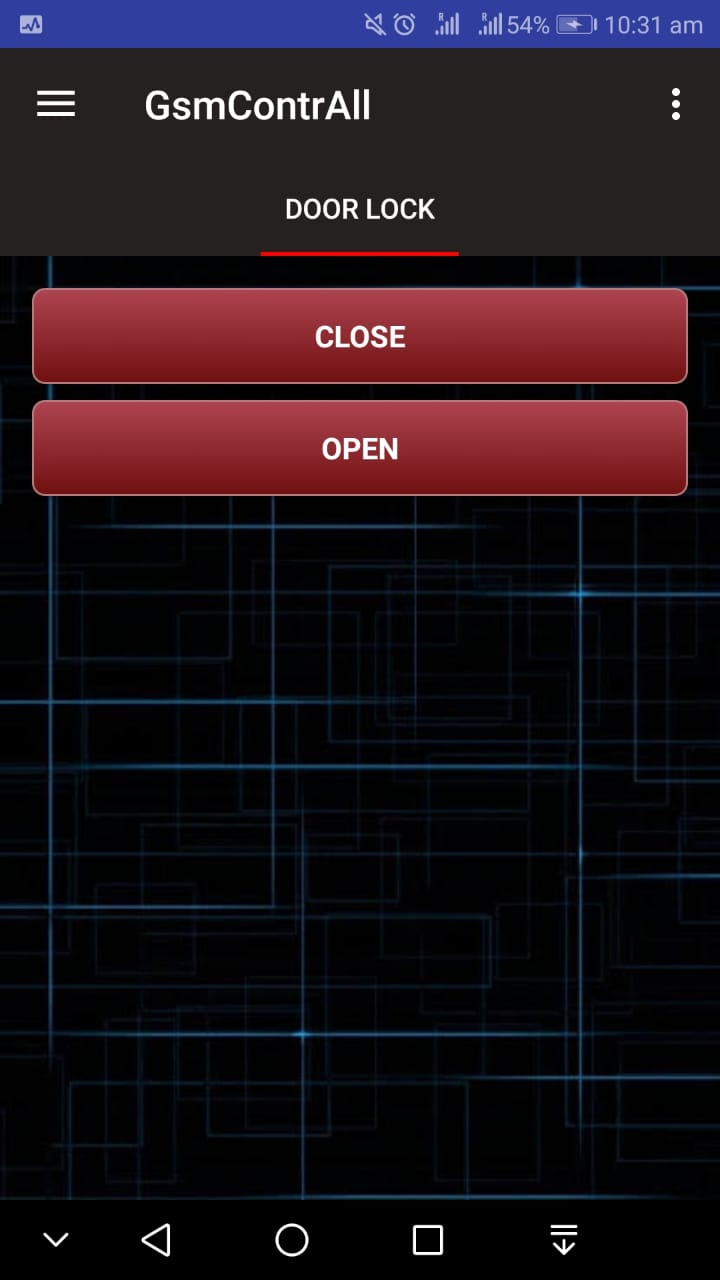 R R 54% 10:31 am
GsmContrAll
DOOR LOCK
CLOSE
OPEN